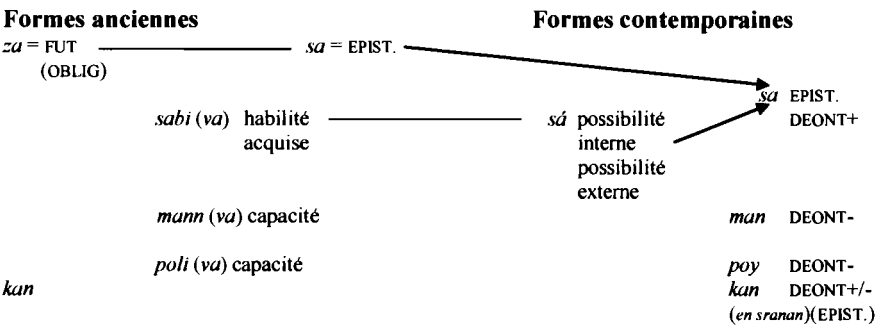 Formes anciennes Formes contemporaines
za = FUT sa = EPIST.
(OBLIG)
sa EPIST.
sabi (va) habilité sá possibilité DEONT+
acquise interne
possibilité
externe
mann (va) capacité man DEONT-
poli (va) capacité poy DEONT-
kan kan DEONT+/-
(en sranan)(EPIST.)